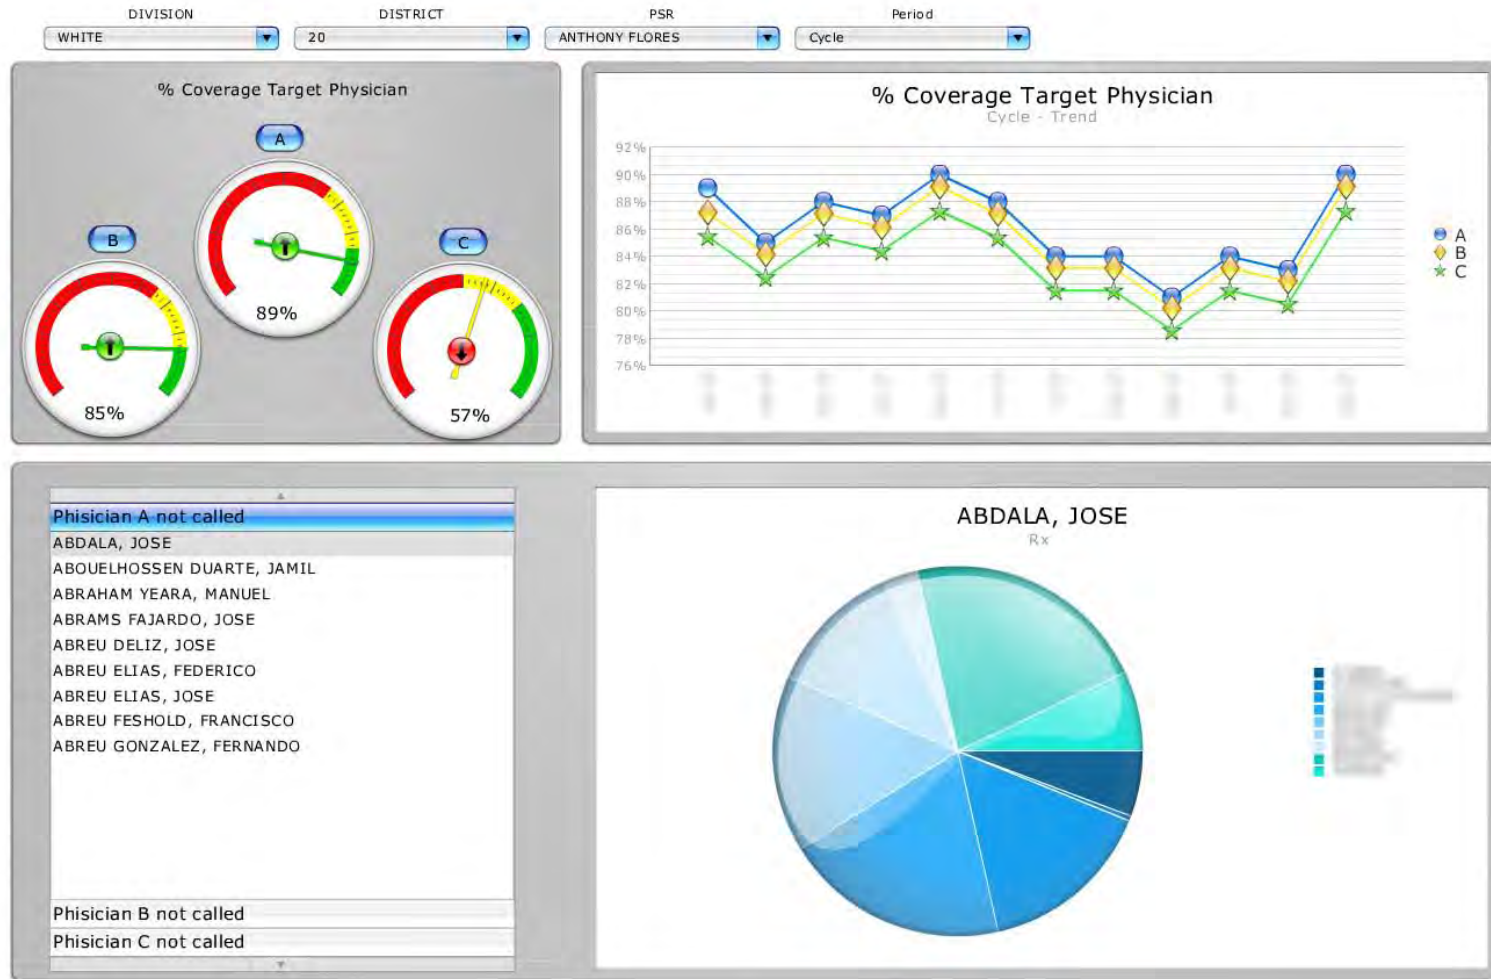 DIVISION
DISTRICT
PSR
Period
WHITE
20
ANTHONY FLORES
Cycle
% Coverage Target Physician
A
89%
B
85%
C
57%
% Coverage Target Physician
Cycle - Trend
92%
90%
88%
86%
84%
82%
80%
78%
76%
A
B
C
Phisician A not called
ABDALA, JOSE
ABOUELHOSSEN DUARTE, JAMIL
ABRAHAM YEARA, MANUEL
ABRAMS FAJARDO, JOSE
ABREU DELIZ, JOSE
ABREU ELIAS, FEDERICO
ABREU ELIAS, JOSE
ABREU FESHOLD, FRANCISCO
ABREU GONZALEZ, FERNANDO
Phisician B not called
Phisician C not called
ABDALA, JOSE
Rx